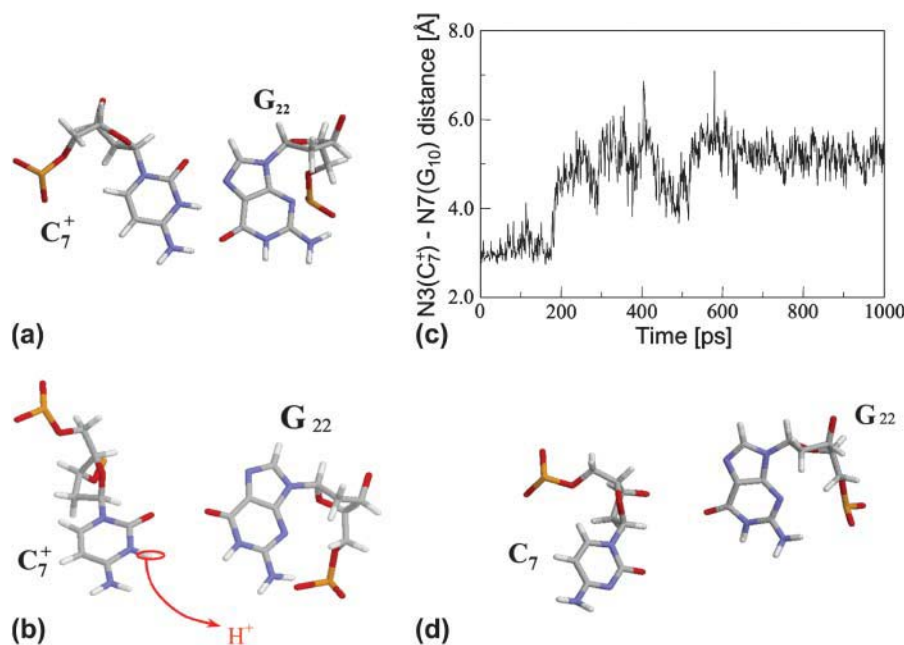 G₂₂
C₇⁺
(a)
8.0
6.0
4.0
2.0
N3(C₇⁺) - N7(G₁₀) distance [Å]
0 200 400 600 800 1000
Time [ps]
(c)
G ₂₂
C₇⁺
H⁺
(b)
G ₂₂
C₇
(d)